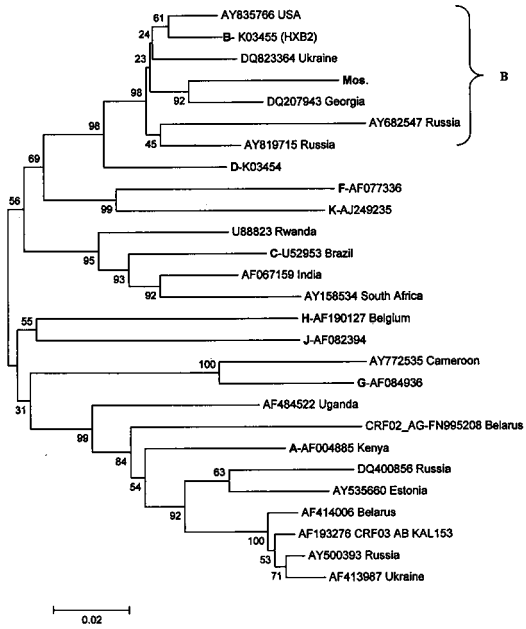 61
AY835766 USA
24
B- K03455 (HXB2)
23
DQ823364 Ukraine
Mos.
B
98
92
DQ207943 Georgia
AY682547 Russia
98
45
AY819715 Russia
69
D-K03454
F-AF077336
56
99
K-AJ249235
U88823 Rwanda
95
C-U52953 Brazil
93
AF067159 India
92
AY158534 South Africa
55
H-AF190127 Belgium
J-AF082394
100
AY772535 Cameroon
G-AF084936
31
AF484522 Uganda
99
CRF02_AG-FN995208 Belarus
84
A-AF004885 Kenya
54
63
DQ400856 Russia
AY535660 Estonia
92
AF414006 Belarus
100
AF193276 CRF03 AB KAL153
53
AY500393 Russia
71
AF413987 Ukraine
0.02